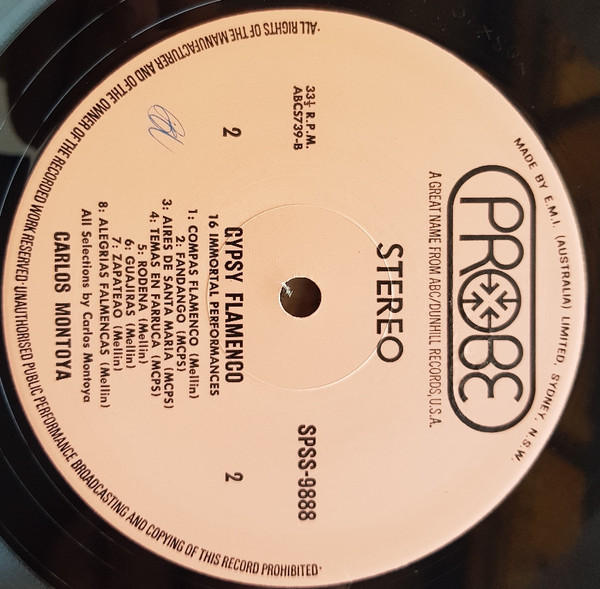 MADE BY E.M.I. (AUSTRALIA) LIMITED, SYDNEY, N.S.W.
PROBE
A GREAT NAME FROM ABC/DUNHILL RECORDS, U.S.A.
STEREO
33⅓ R.P.M.
ABCS739-B
SPSS-9888
2
2
GYPSY FLAMENCO
16 IMMORTAL PERFORMANCES
1: COMPAS FLAMENCO (Mellin)
2: FANDANGO (MCPS)
3: AIRES DE SANTA MARIA (MCPS)
4: TEMAS EN FARRUCA (MCPS)
5: RODENA (Mellin)
6: GUAJIRAS (Mellin)
7: ZAPATEAO (Mellin)
8: ALEGRIAS FALMENCAS (Mellin)
All Selections by Carlos Montoya
CARLOS MONTOYA
·ALL RIGHTS OF THE MANUFACTURER AND OF THE OWNER OF THE RECORDED WORK RESERVED·UNAUTHORISED PUBLIC PERFORMANCE BROADCASTING AND COPYING OF THIS RECORD PROHIBITED·